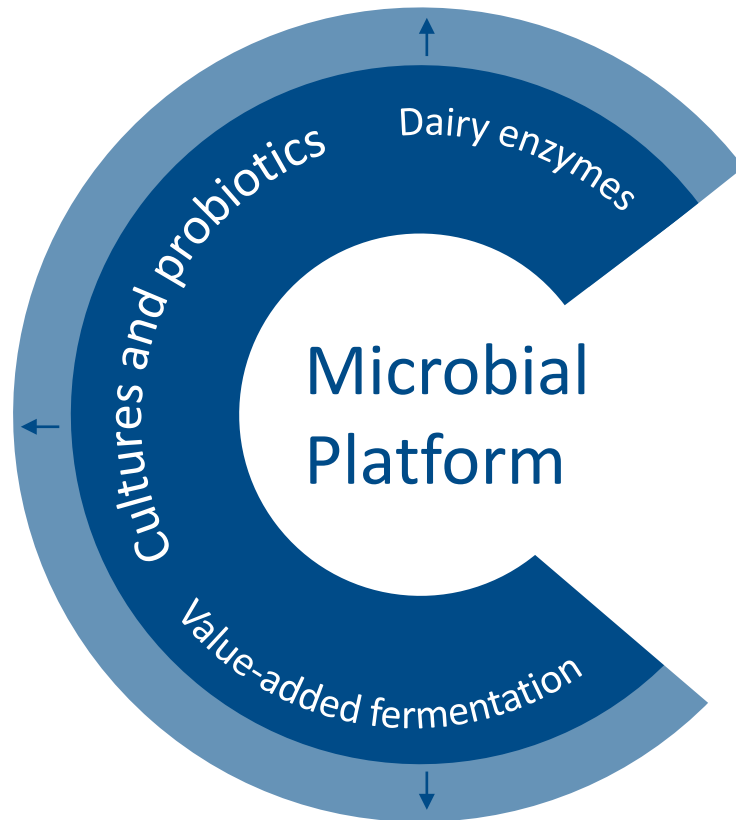 Dairy enzymes
Cultures and probiotics
Microbial
Platform
Value-added fermentation